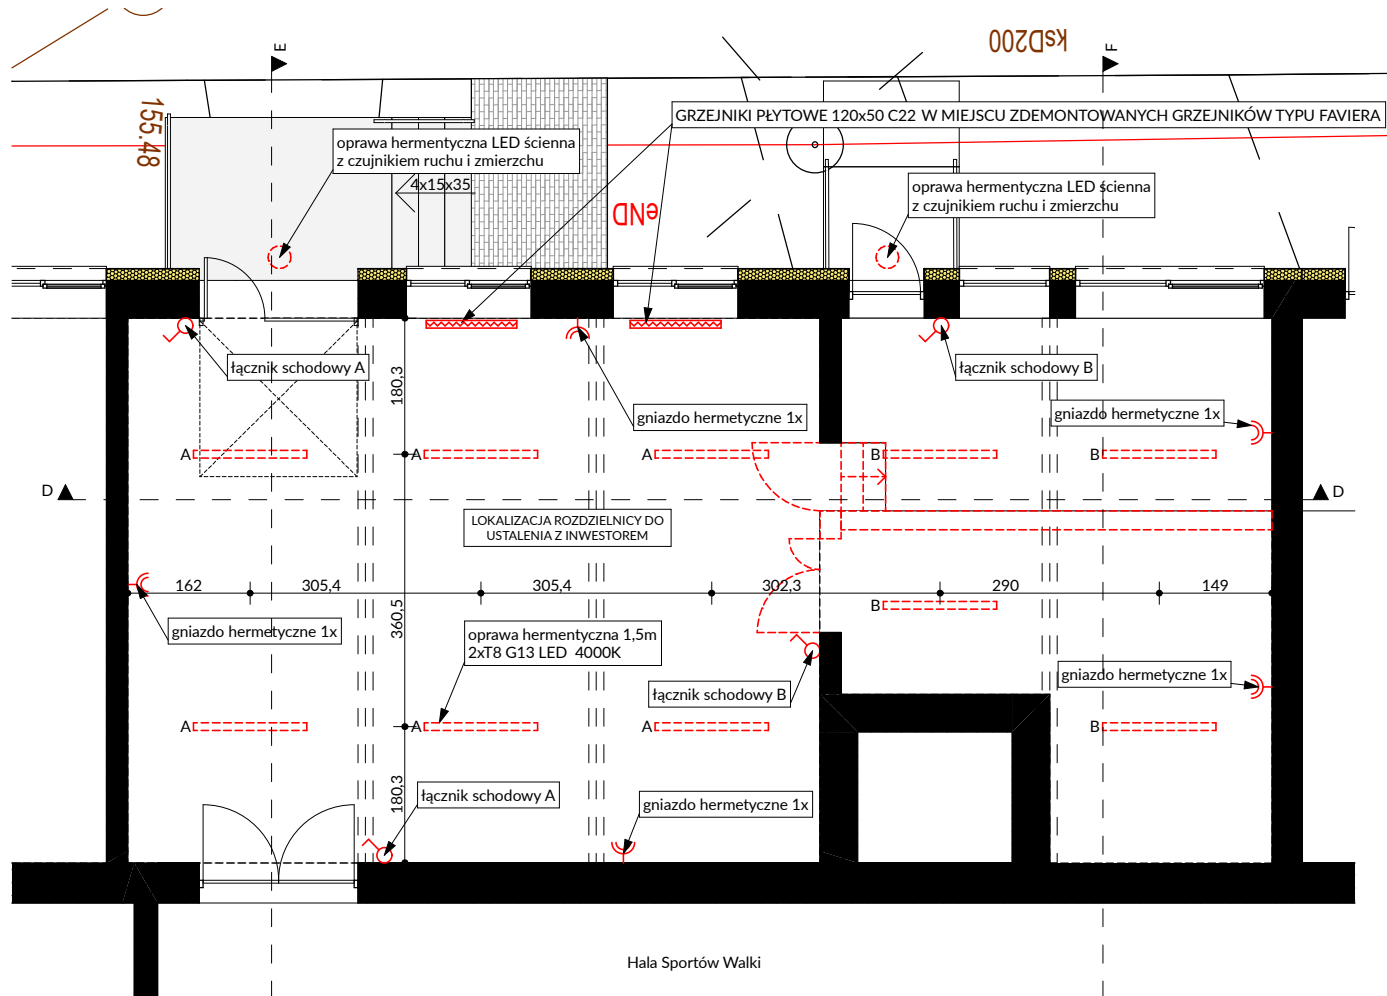 ksD200
E
F
155.48
GRZEJNIKI PŁYTOWE 120x50 C22 W MIEJSCU ZDEMONTOWANYCH GRZEJNIKÓW TYPU FAVIERA
oprawa hermentyczna LED ścienna
z czujnikiem ruchu i zmierzchu
4x15x35
oprawa hermentyczna LED ścienna
z czujnikiem ruchu i zmierzchu
eND
łącznik schodowy A
łącznik schodowy B
180,3
gniazdo hermetyczne 1x
gniazdo hermetyczne 1x
A
A
A
B
B
D
D
LOKALIZACJA ROZDZIELNICY DO
USTALENIA Z INWESTOREM
162
305,4
305,4
302,3
290
149
B
360,5
gniazdo hermetyczne 1x
oprawa hermentyczna 1,5m
2xT8 G13 LED 4000K
gniazdo hermetyczne 1x
łącznik schodowy B
A
A
A
B
180,3
łącznik schodowy A
gniazdo hermetyczne 1x
Hala Sportów Walki